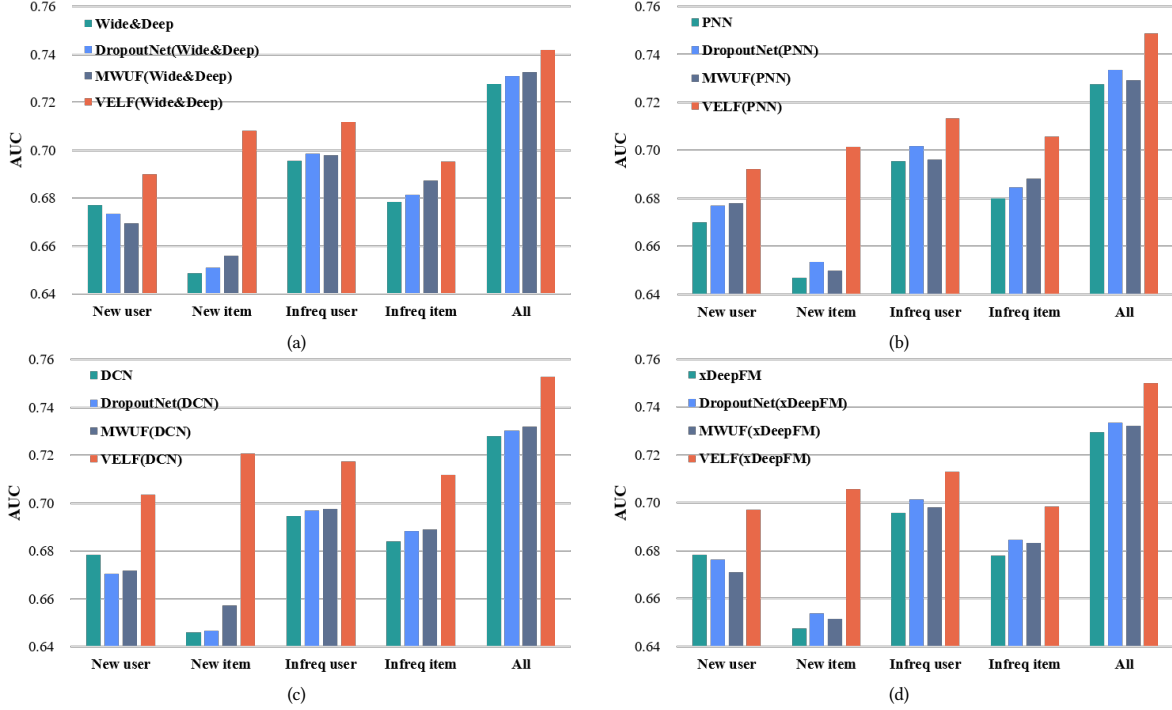 0.76
0.74
0.72
0.70
0.68
0.66
0.64
AUC
Wide&Deep
DropoutNet(Wide&Deep)
MWUF(Wide&Deep)
VELF(Wide&Deep)
New user New item Infreq user Infreq item All
(a)
0.76
0.74
0.72
0.70
0.68
0.66
0.64
AUC
PNN
DropoutNet(PNN)
MWUF(PNN)
VELF(PNN)
New user New item Infreq user Infreq item All
(b)
0.76
0.74
0.72
0.70
0.68
0.66
0.64
AUC
DCN
DropoutNet(DCN)
MWUF(DCN)
VELF(DCN)
New user New item Infreq user Infreq item All
(c)
0.76
0.74
0.72
0.70
0.68
0.66
0.64
AUC
xDeepFM
DropoutNet(xDeepFM)
MWUF(xDeepFM)
VELF(xDeepFM)
New user New item Infreq user Infreq item All
(d)